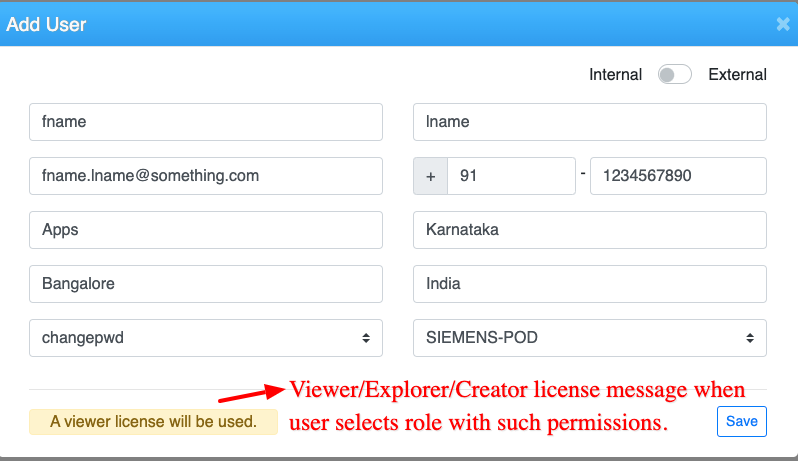 Add User ×
Internal External
fname lname
fname.lname@something.com + 91 - 1234567890
Apps Karnataka
Bangalore India
changepwd SIEMENS-POD
Viewer/Explorer/Creator license message when
user selects role with such permissions.
A viewer license will be used. Save